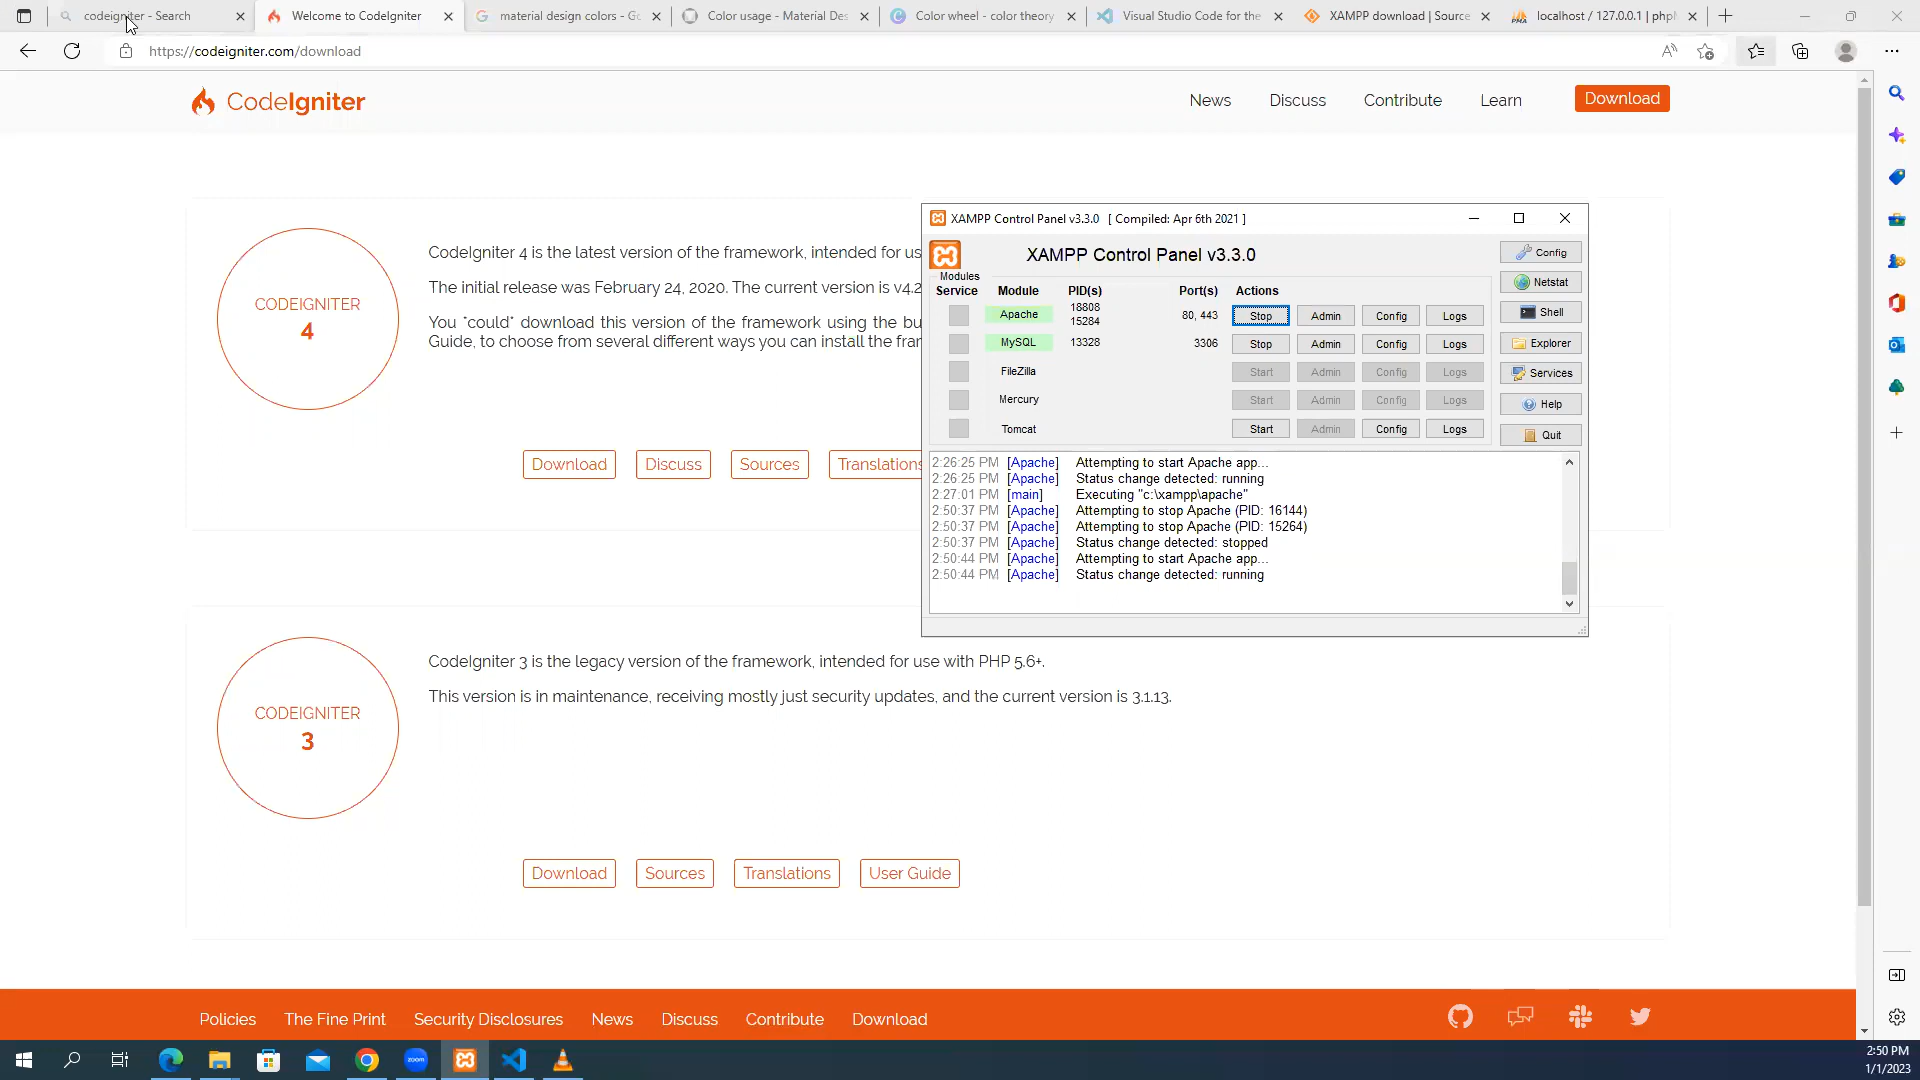 codeigniter - Search
Welcome to CodeIgniter
material design colors - Go
Color usage - Material Des
Color wheel - color theory
Visual Studio Code for the
XAMPP download | Source
localhost / 127.0.0.1 | php
https://codeigniter.com/download
CodeIgniter
News
Discuss
Contribute
Learn
Download
CODEIGNITER
4
CodeIgniter 4 is the latest version of the framework, intended for us
The initial release was February 24, 2020. The current version is v4.2
You *could* download this version of the framework using the bu
Guide, to choose from several different ways you can install the fra
Download
Discuss
Sources
Translations
XAMPP Control Panel v3.3.0 [ Compiled: Apr 6th 2021 ]
XAMPP Control Panel v3.3.0
Modules
Service Module PID(s) Port(s) Actions
Apache 18808 15284 80, 443 Stop Admin Config Logs
MySQL 13328 3306 Stop Admin Config Logs
FileZilla Start Admin Config Logs
Mercury Start Admin Config Logs
Tomcat Start Admin Config Logs
Config
Netstat
Shell
Explorer
Services
Help
Quit
2:26:25 PM [Apache] Attempting to start Apache app...
2:26:25 PM [Apache] Status change detected: running
2:27:01 PM [main] Executing "c:\xampp\apache"
2:50:37 PM [Apache] Attempting to stop Apache (PID: 16144)
2:50:37 PM [Apache] Attempting to stop Apache (PID: 15264)
2:50:37 PM [Apache] Status change detected: stopped
2:50:44 PM [Apache] Attempting to start Apache app...
2:50:44 PM [Apache] Status change detected: running
CODEIGNITER
3
CodeIgniter 3 is the legacy version of the framework, intended for use with PHP 5.6+.
This version is in maintenance, receiving mostly just security updates, and the current version is 3.1.13.
Download
Sources
Translations
User Guide
Policies
The Fine Print
Security Disclosures
News
Discuss
Contribute
Download
zoom
2:50 PM
1/1/2023